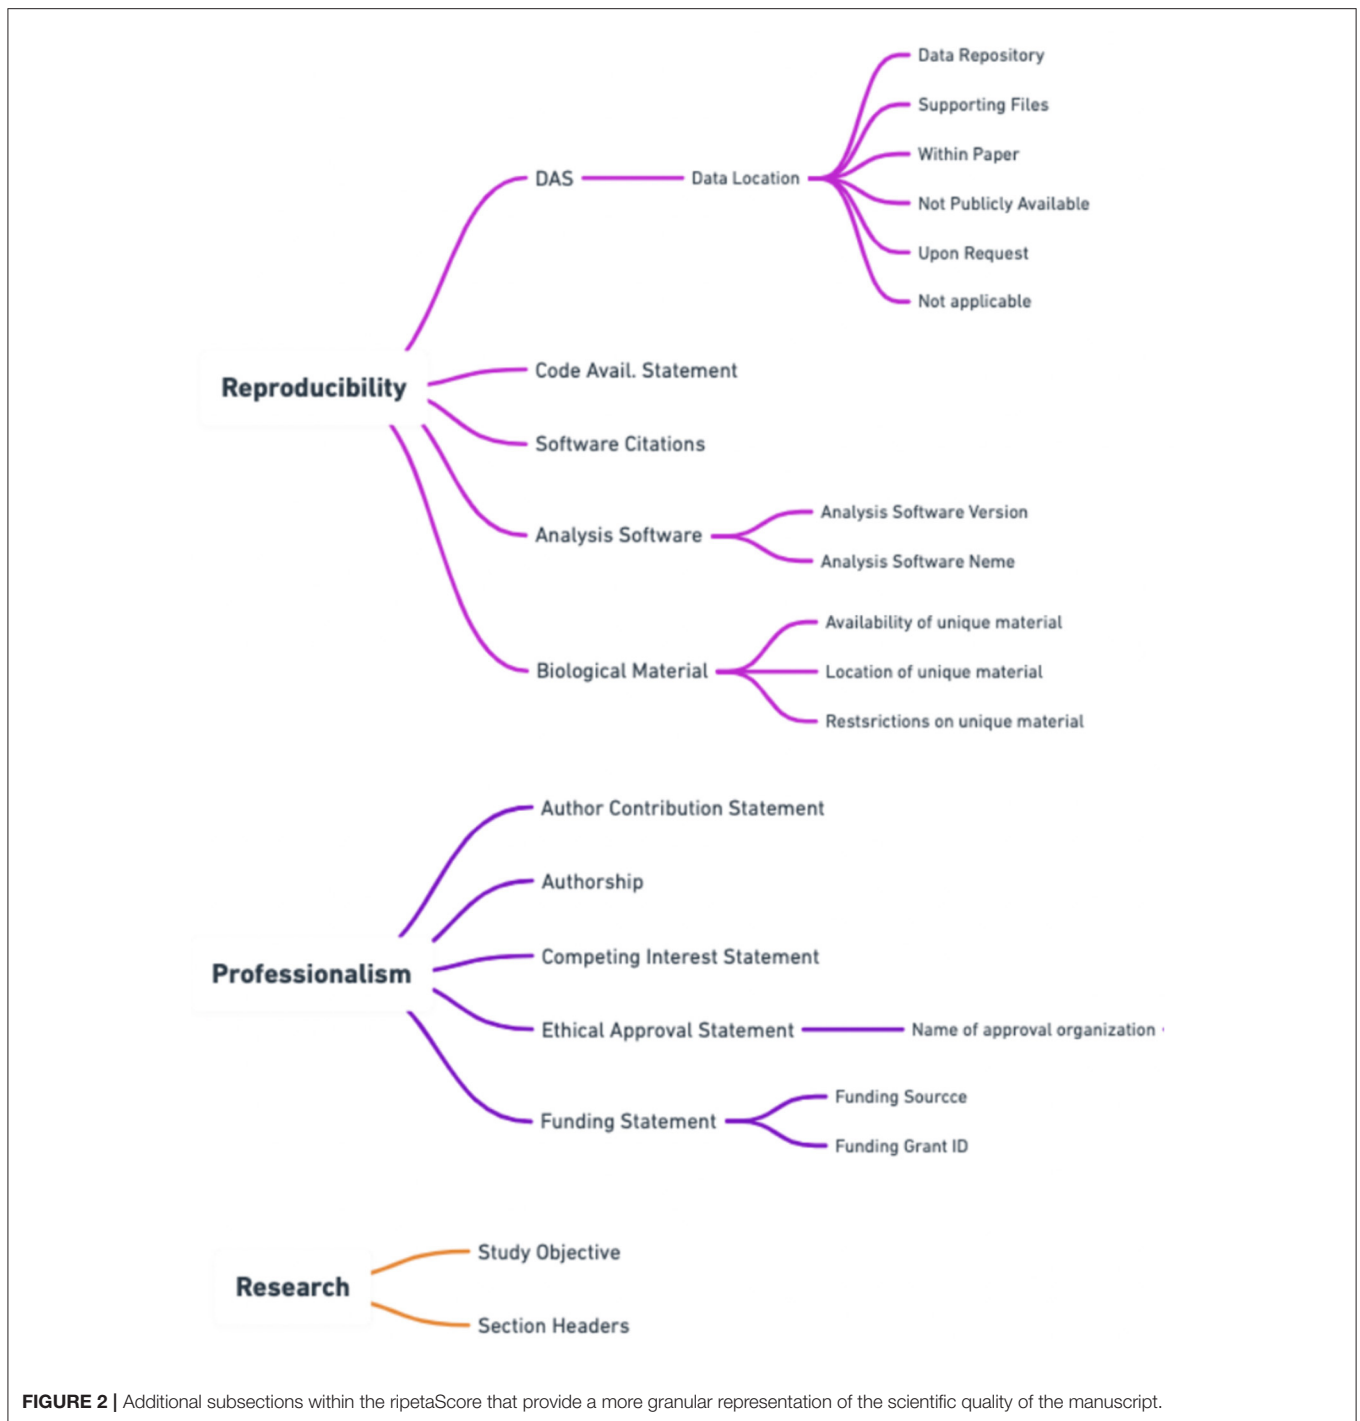 Data Repository
Supporting Files
Within Paper
DAS
Data Location
Not Publicly Available
Upon Request
Not applicable
Reproducibility
Code Avail. Statement
Software Citations
Analysis Software
Analysis Software Version
Analysis Software Neme
Biological Material
Availability of unique material
Location of unique material
Restsrictions on unique material
Professionalism
Author Contribution Statement
Authorship
Competing Interest Statement
Ethical Approval Statement
Name of approval organization
Funding Statement
Funding Sourcce
Funding Grant ID
Research
Study Objective
Section Headers
FIGURE 2 | Additional subsections within the ripetaScore that provide a more granular representation of the scientific quality of the manuscript.